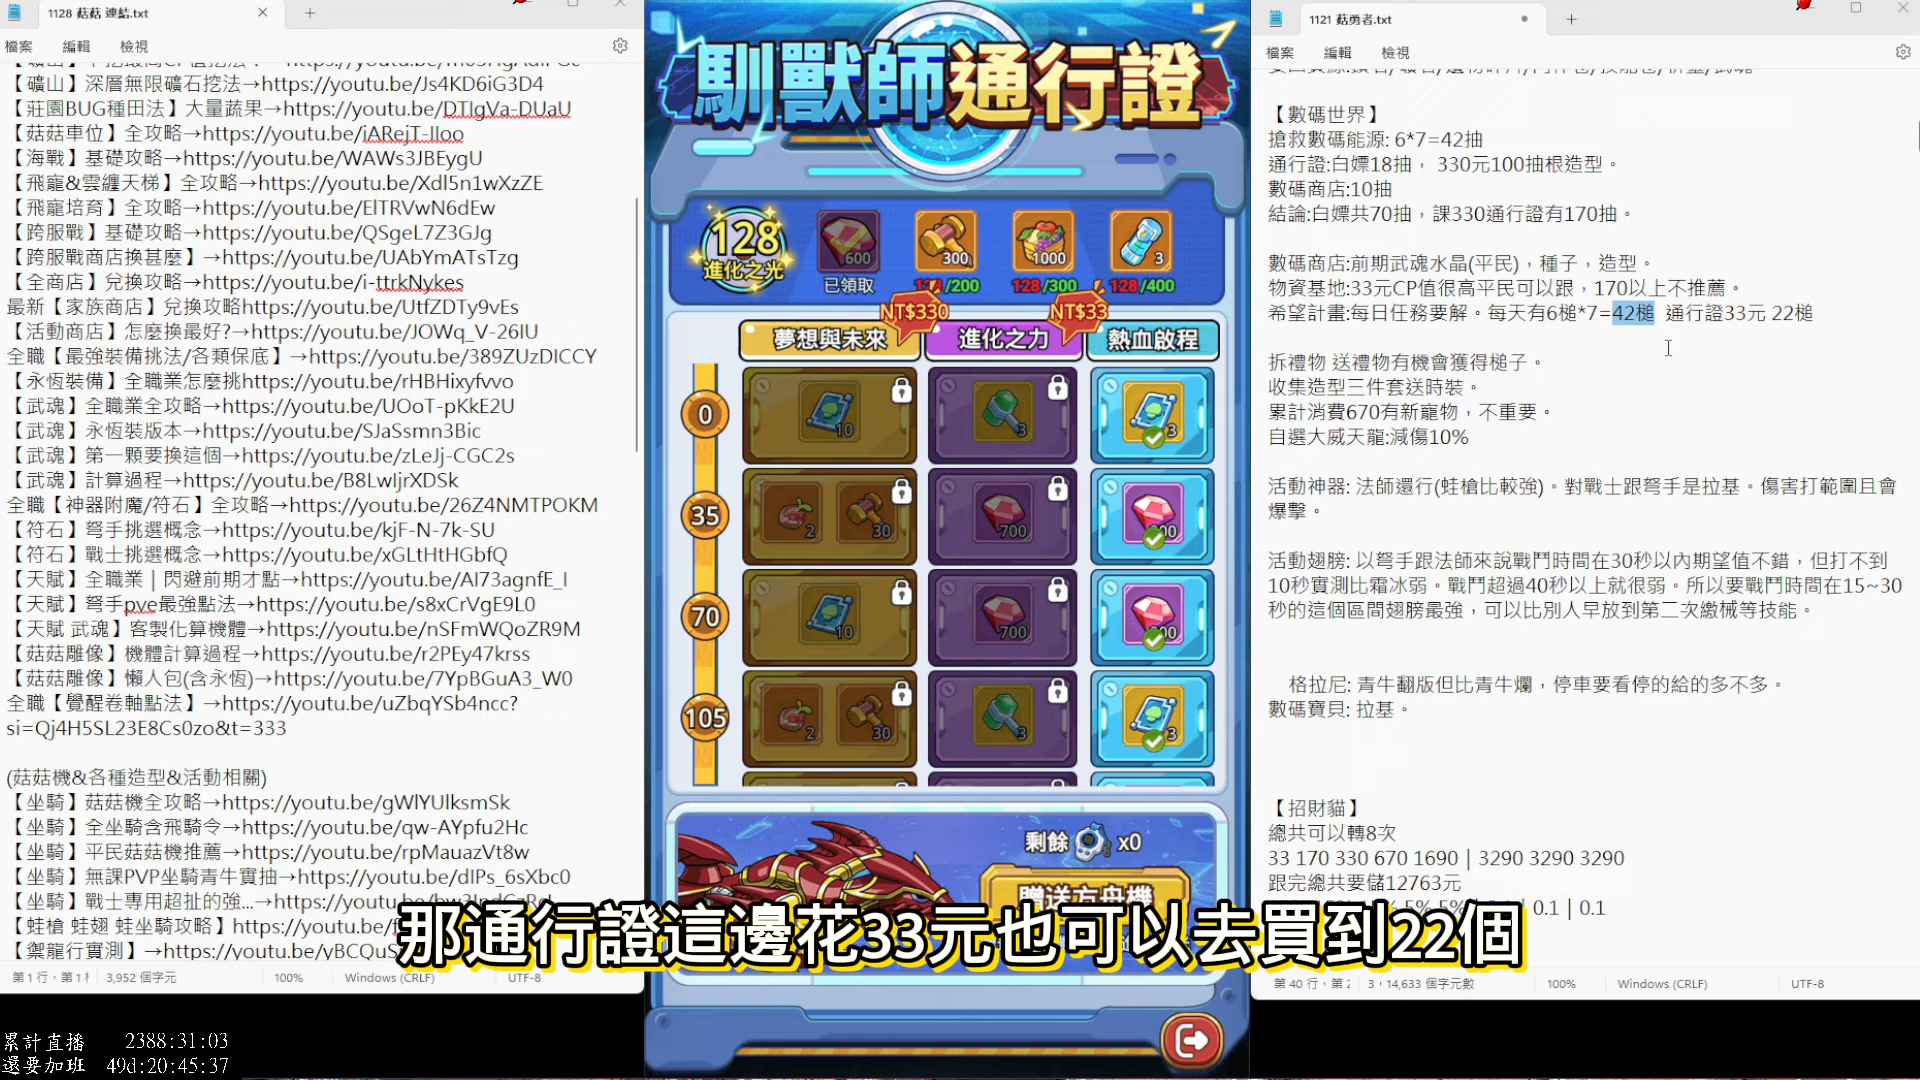 1128 菇菇 連結.txt
檔案 編輯 檢視
【礦山】深層無限礦石挖法→https://youtu.be/Js4KD6iG3D4
【莊園BUG種田法】大量蔬果→https://youtu.be/DTlgVa-DUaU
【菇菇車位】全攻略→https://youtu.be/jARejT-lIoo
【海戰】基礎攻略→https://youtu.be/WAWs3JBEygU
【飛寵&雲纏天梯】全攻略→https://youtu.be/Xdl5n1wXzZE
【飛寵培育】全攻略→https://youtu.be/ElTRVwN6dEw
【跨服戰】基礎攻略→https://youtu.be/QSgeL7Z3GJg
【跨服戰商店換甚麼】→https://youtu.be/UAbYmATsTzg
【全商店】兌換攻略→https://youtu.be/i-ttrkNykes
最新【家族商店】兌換攻略https://youtu.be/UtfZDTy9vEs
【活動商店】怎麼換最好?→https://youtu.be/JOWq_V-26IU
全職【最強裝備挑法/各類保底】→https://youtu.be/389ZUzDICCY
【永恆裝備】全職業怎麼挑https://youtu.be/rHBHixyfvvo
【武魂】全職業全攻略→https://youtu.be/UOoT-pKkE2U
【武魂】永恆裝版本→https://youtu.be/SJaSsmn3Bic
【武魂】第一顆要換這個→https://youtu.be/zLeJj-CGC2s
【武魂】計算過程→https://youtu.be/B8LwIjrXDSk
全職【神器附魔/符石】全攻略→https://youtu.be/26Z4NMTPOKM
【符石】弩手挑選概念→https://youtu.be/kjF-N-7k-SU
【符石】戰士挑選概念→https://youtu.be/xGLtHtHGbfQ
【天賦】全職業│閃避前期才點→https://youtu.be/AI73agnfE_I
【天賦】弩手pve最強點法→https://youtu.be/s8xCrVgE9L0
【天賦 武魂】客製化算機體→https://youtu.be/nSFmWQoZR9M
【菇菇雕像】機體計算過程→https://youtu.be/r2PEy47krss
【菇菇雕像】懶人包(含永恆)→https://youtu.be/7YpBGuA3_W0
全職【覺醒卷軸點法】→https://youtu.be/uZbqYSb4ncc?
si=Qj4H5SL23E8Cs0zo&t=333
(菇菇機&各種造型&活動相關)
【坐騎】菇菇機全攻略→https://youtu.be/gWlYUlksmSk
【坐騎】全坐騎含飛騎令→https://youtu.be/qw-AYpfu2Hc
【坐騎】平民菇菇機推薦→https://youtu.be/rpMauazVt8w
【坐騎】無課PVP坐騎青牛實抽→https://youtu.be/dIPs_6sXbc0
【坐騎】戰士專用超扯的強...→https://youtu.be/
【蛙槍 蛙翅 蛙坐騎攻略】https://youtu.be/
【禦龍行實測】→https://youtu.be/yBCQuS
第 1 行，第 1 3,952 個字元 100% Windows (CRLF) UTF-8
累計直播 2388:31:03
還要加班 49d:20:45:37
馴獸師通行證
128
進化之光
600 300 1000 3
已領取 /200 128/300 128/400
NT$330 NT$33
夢想與未來 進化之力 熱血啟程
0 10 3 3
35 2 30 700
70 10 700
105 2 30 3 3
剩餘 x0
贈送方舟機
那通行證這邊花33元也可以去買到22個
1121 菇勇者.txt
檔案 編輯 檢視
【數碼世界】
搶救數碼能源: 6*7=42抽
通行證:白嫖18抽， 330元100抽根造型。
數碼商店:10抽
結論:白嫖共70抽，課330通行證有170抽。
數碼商店:前期武魂水晶(平民)，種子，造型。
物資基地:33元CP值很高平民可以跟，170以上不推薦。
希望計畫:每日任務要解。每天有6槌*7=42槌 通行證33元 22槌
拆禮物 送禮物有機會獲得槌子。
收集造型三件套送時裝。
累計消費670有新寵物，不重要。
自選大威天龍:減傷10%
活動神器: 法師還行(蛙槍比較強)。對戰士跟弩手是拉基。傷害打範圍且會
爆擊。
活動翅膀: 以弩手跟法師來說戰鬥時間在30秒以內期望值不錯，但打不到
10秒實測比霜冰弱。戰鬥超過40秒以上就很弱。所以要戰鬥時間在15~30
秒的這個區間翅膀最強，可以比別人早放到第二次繳械等技能。
格拉尼: 青牛翻版但比青牛爛，停車要看停的給的多不多。
數碼寶貝: 拉基。
【招財貓】
總共可以轉8次
33 170 330 670 1690 | 3290 3290 3290
跟完總共要儲12763元
5% 5% | 0.1 | 0.1
第 40 行，第 2 3，14,633 個字元數 100% Windows (CRLF) UTF-8